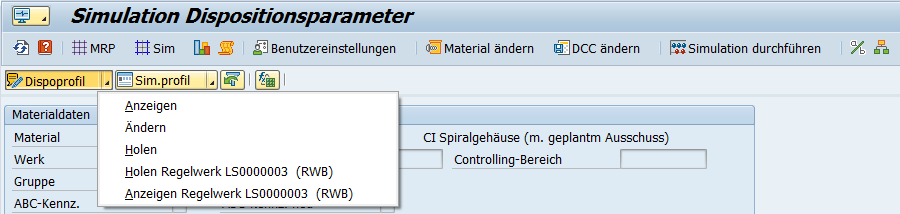 Simulation Dispositionsparameter
MRP Sim Benutzereinstellungen Material ändern DCC ändern Simulation durchführen
Dispoprofil Sim.profil
Materialdaten
Anzeigen
Material Ändern CI Spiralgehäuse (m. geplantm Ausschuss)
Werk Holen Controlling-Bereich
Gruppe Holen Regelwerk LS0000003 (RWB)
ABC-Kennz. Anzeigen Regelwerk LS0000003 (RWB)